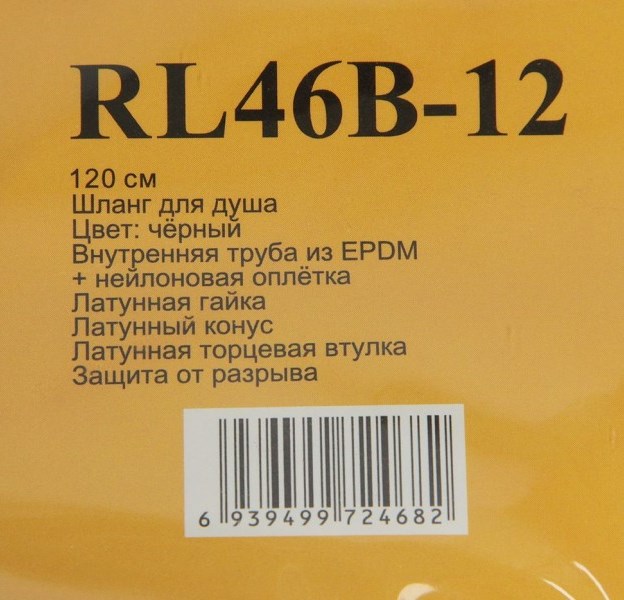 RL46B-12
120 см
Шланг для душа
Цвет: чёрный
Внутренняя труба из EPDM
+ нейлоновая оплётка
Латунная гайка
Латунный конус
Латунная торцевая втулка
Защита от разрыва
6 939499 724682